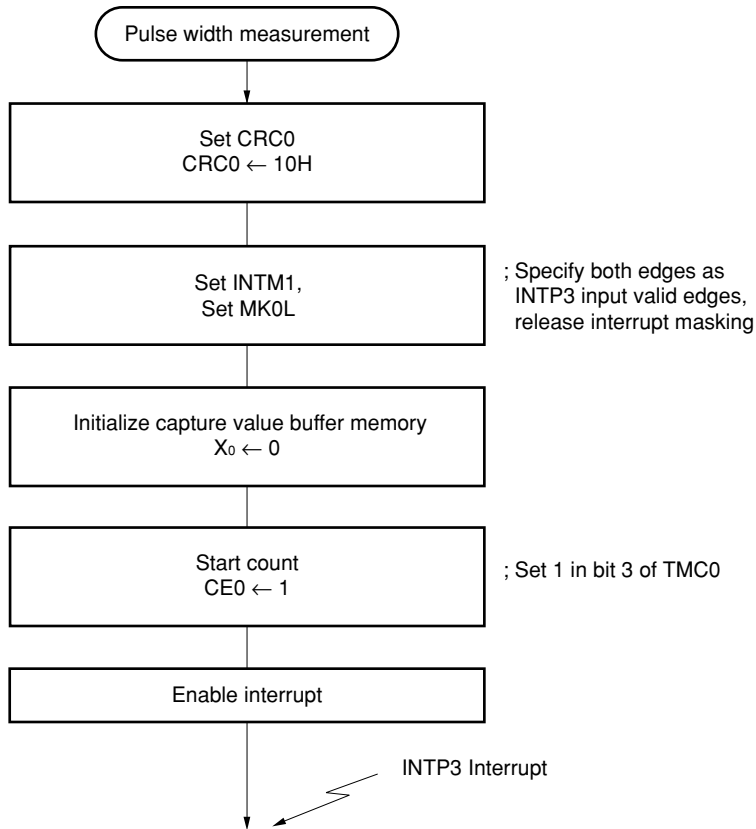 Pulse width measurement
Set CRC0
CRC0 ← 10H
Set INTM1,
Set MK0L
; Specify both edges as
INTP3 input valid edges,
release interrupt masking
Initialize capture value buffer memory
X₀ ← 0
Start count
CE0 ← 1
; Set 1 in bit 3 of TMC0
Enable interrupt
INTP3 Interrupt